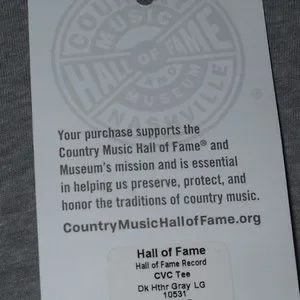 COUNTRY
MUSIC
HALL OF FAME
AND
MUSEUM
NASHVILLE
®
Your purchase supports the
Country Music Hall of Fame® and
Museum's mission and is essential
in helping us preserve, protect, and
honor the traditions of country music.
CountryMusicHallofFame.org
Hall of Fame
Hall of Fame Record
CVC Tee
Dk Hthr Gray LG
10531